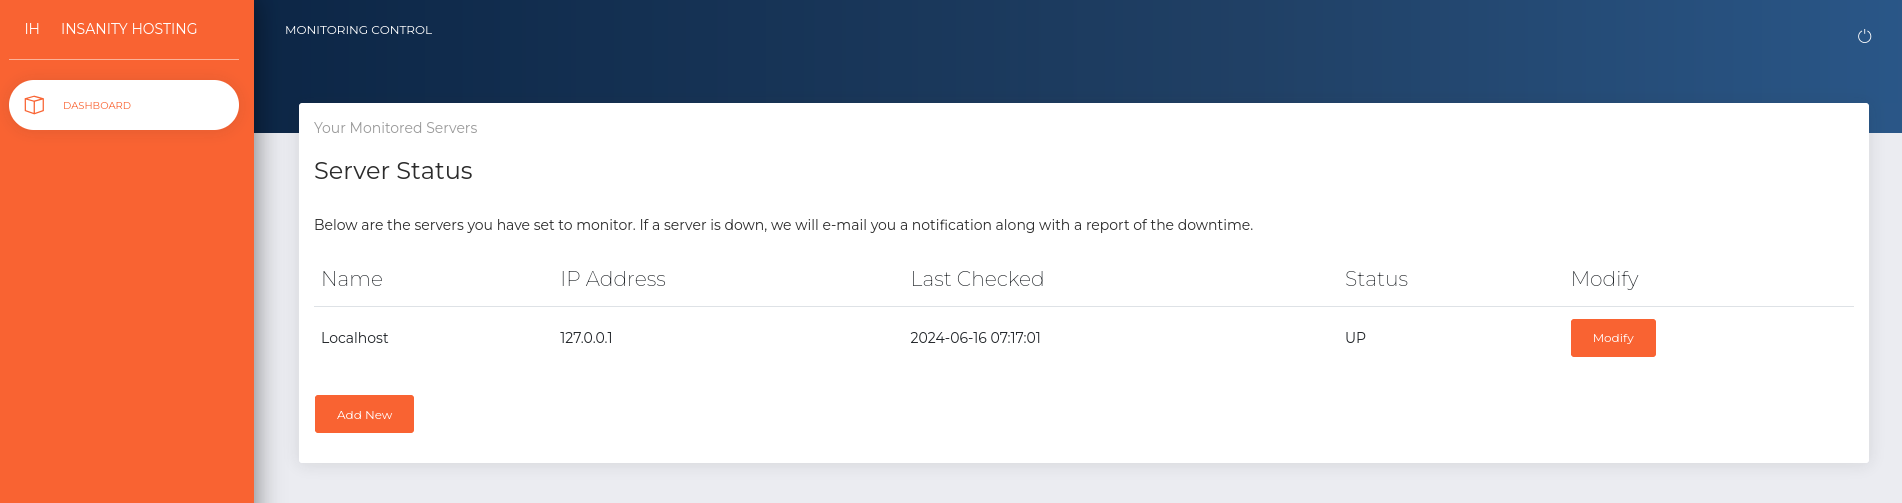 IH INSANITY HOSTING
MONITORING CONTROL
DASHBOARD
Your Monitored Servers
Server Status
Below are the servers you have set to monitor. If a server is down, we will e-mail you a notification along with a report of the downtime.
Name IP Address Last Checked Status Modify
Localhost 127.0.0.1 2024-06-16 07:17:01 UP Modify
Add New